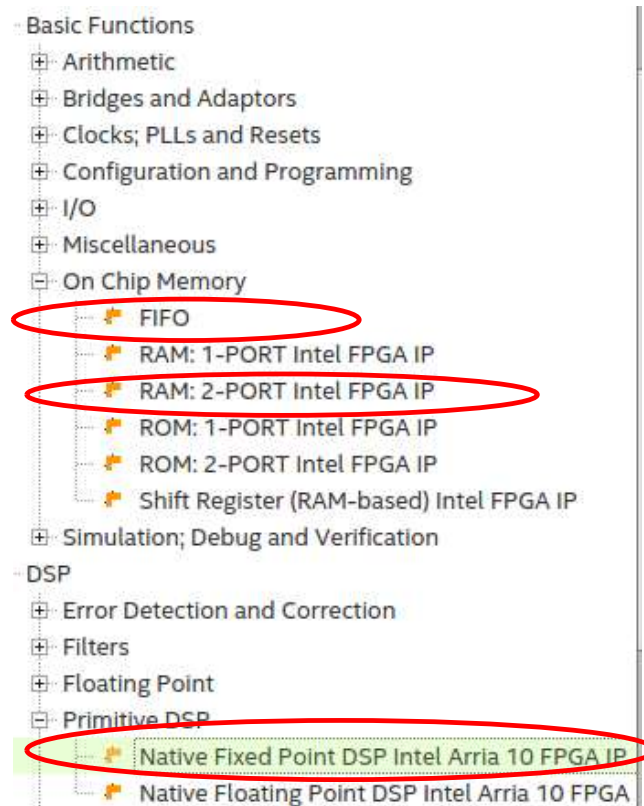 Basic Functions
Arithmetic
Bridges and Adaptors
Clocks; PLLs and Resets
Configuration and Programming
I/O
Miscellaneous
On Chip Memory
FIFO
RAM: 1-PORT Intel FPGA IP
RAM: 2-PORT Intel FPGA IP
ROM: 1-PORT Intel FPGA IP
ROM: 2-PORT Intel FPGA IP
Shift Register (RAM-based) Intel FPGA IP
Simulation; Debug and Verification
DSP
Error Detection and Correction
Filters
Floating Point
Primitive DSP
Native Fixed Point DSP Intel Arria 10 FPGA IP
Native Floating Point DSP Intel Arria 10 FPGA